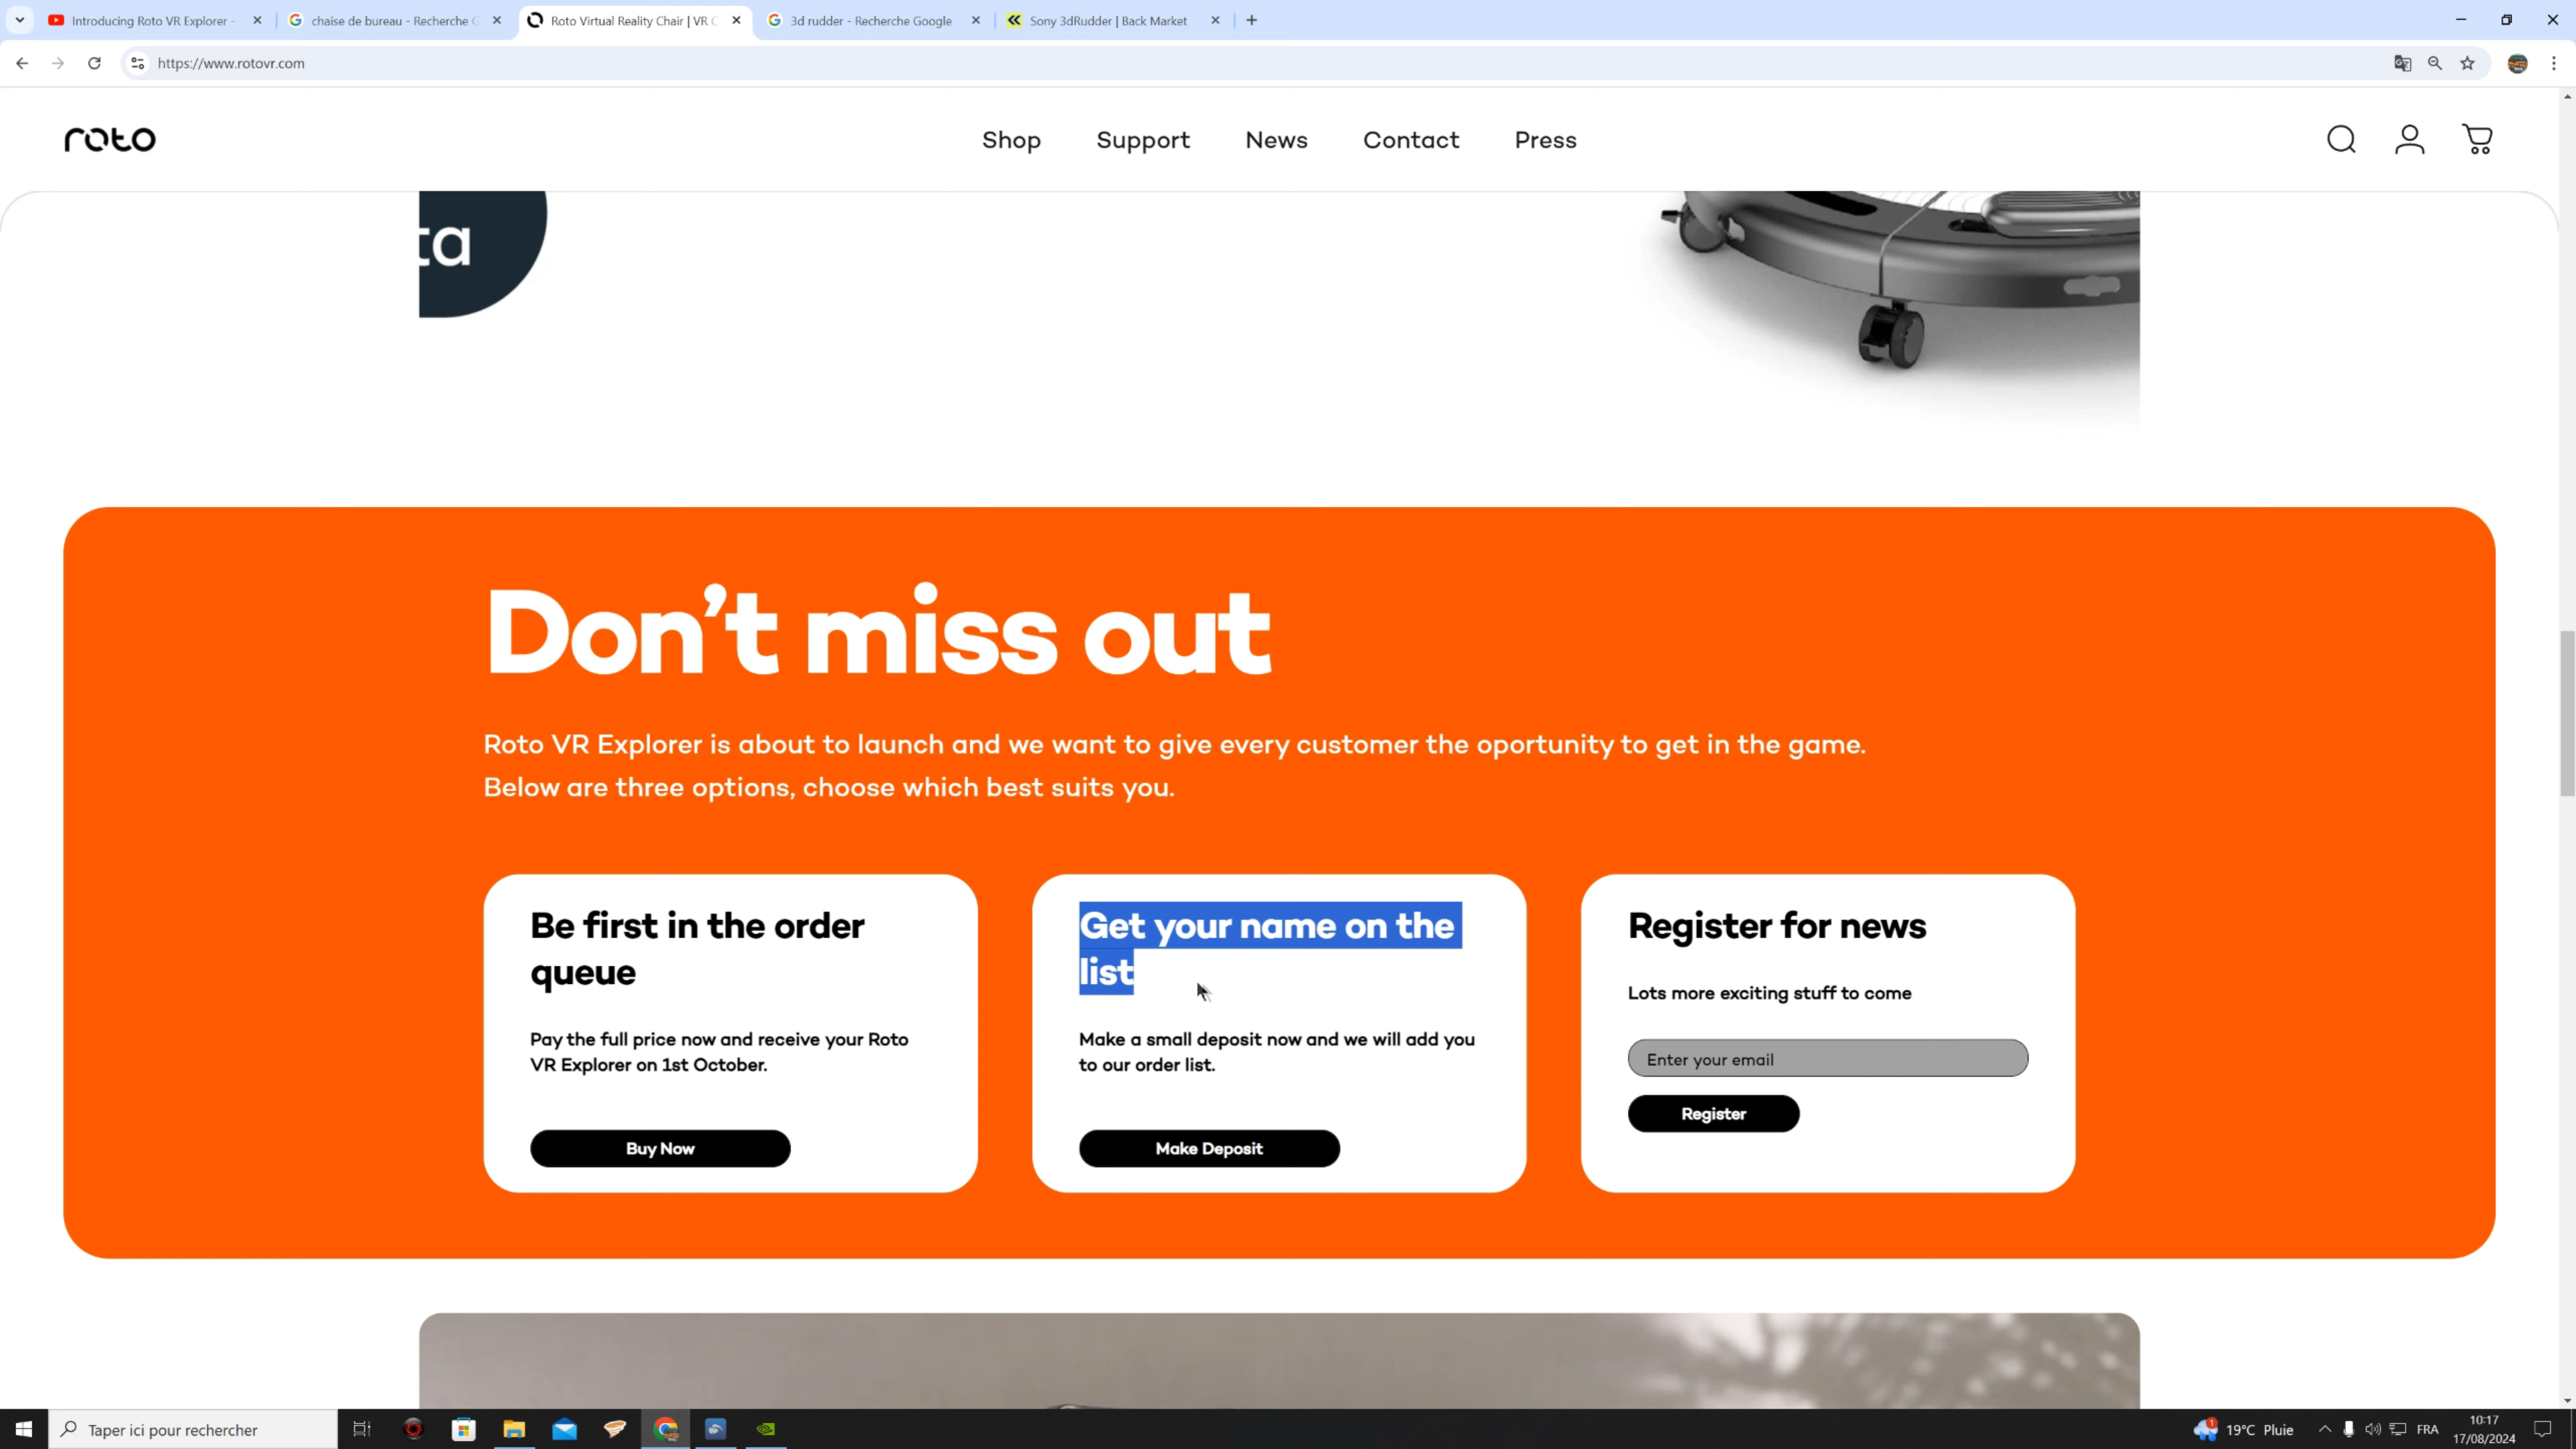 Introducing Roto VR Explorer -
chaise de bureau - Recherche G
Roto Virtual Reality Chair | VR C
3d rudder - Recherche Google
Sony 3dRudder | Back Market
https://www.rotovr.com
roto
Shop
Support
News
Contact
Press
ta
Don’t miss out
Roto VR Explorer is about to launch and we want to give every customer the oportunity to get in the game.
Below are three options, choose which best suits you.
Be first in the order
queue
Pay the full price now and receive your Roto
VR Explorer on 1st October.
Buy Now
Get your name on the
list
Make a small deposit now and we will add you
to our order list.
Make Deposit
Register for news
Lots more exciting stuff to come
Enter your email
Register
Taper ici pour rechercher
1
19°C Pluie
FRA
10:17
17/08/2024